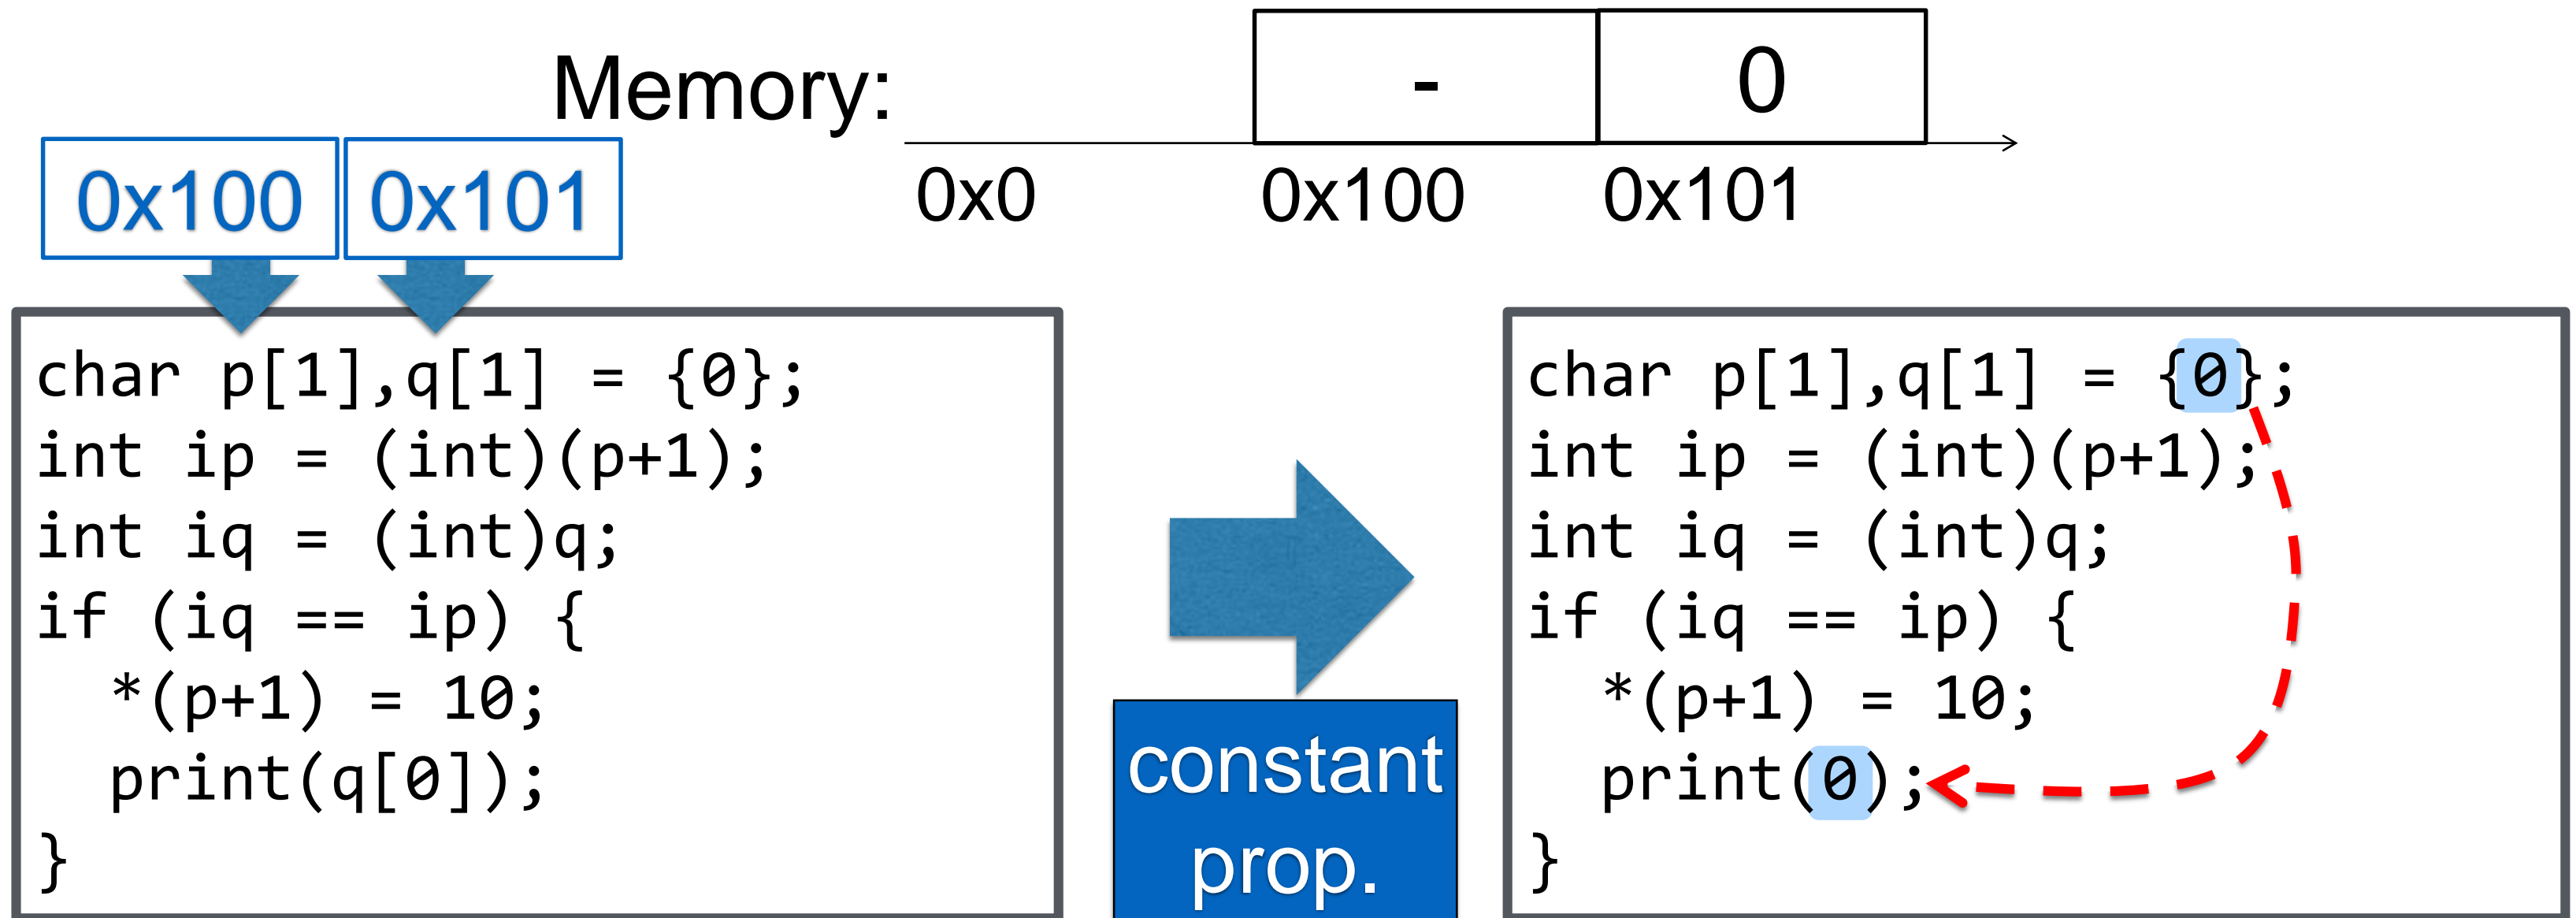 Memory:
- 0
0x100 0x101
0x0 0x100 0x101
char p[1],q[1] = {0};
int ip = (int)(p+1);
int iq = (int)q;
if (iq == ip) {
  *(p+1) = 10;
  print(q[0]);
}
constant
prop.
char p[1],q[1] = {0};
int ip = (int)(p+1);
int iq = (int)q;
if (iq == ip) {
  *(p+1) = 10;
  print(0);
}